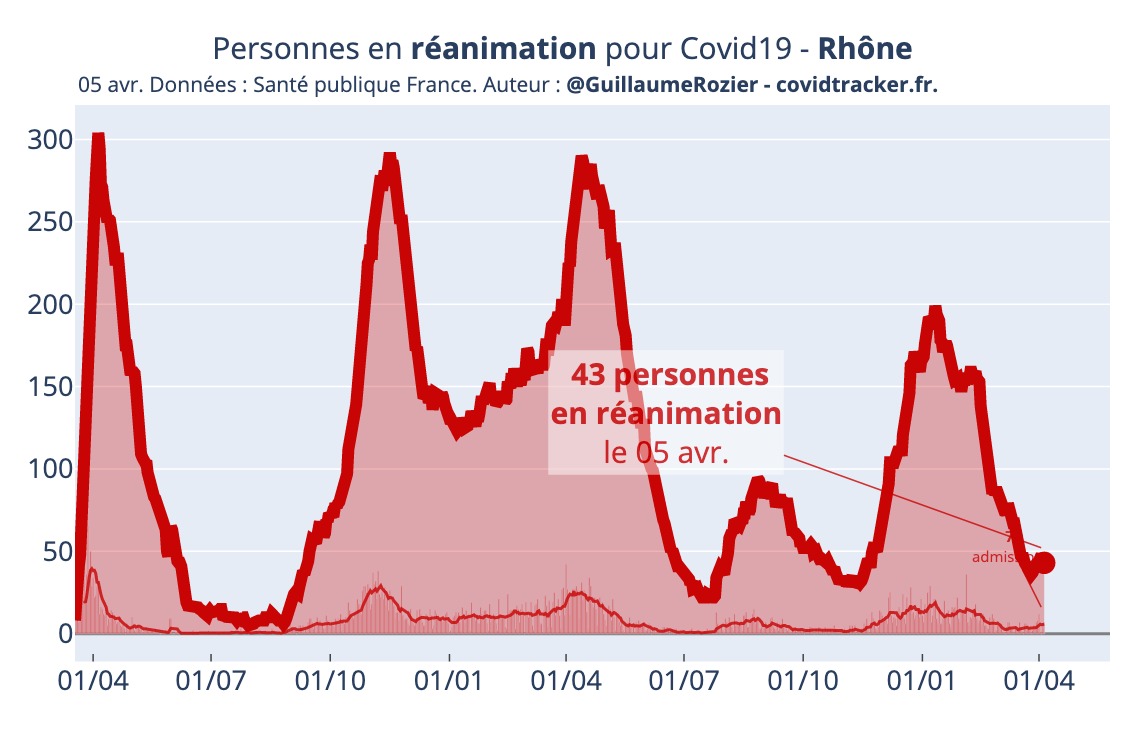 Personnes en réanimation pour Covid19 - Rhône
05 avr. Données : Santé publique France. Auteur : @GuillaumeRozier - covidtracker.fr.
300
250
200
150
100
50
0
43 personnes
en réanimation
le 05 avr.
01/04 01/07 01/10 01/01 01/04 01/07 01/10 01/01 01/04